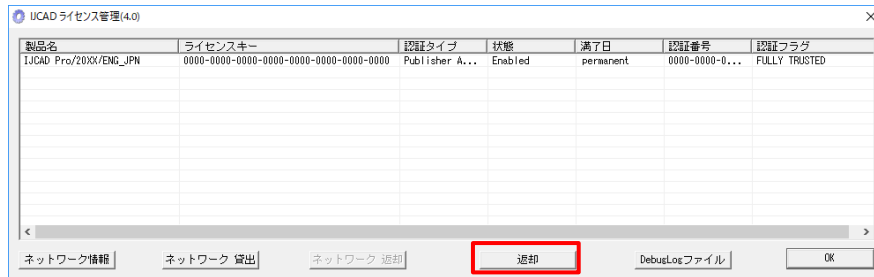 IJCAD ライセンス管理(4.0)
製品名 ライセンスキー 認証タイプ 状態 満了日 認証番号 認証フラグ
IJCAD Pro/20XX/ENG_JPN 0000-0000-0000-0000-0000-0000-0000 Publisher A... Enabled permanent 0000-0000-0... FULLY TRUSTED
ネットワーク情報 ネットワーク 貸出 ネットワーク 返却 返却 DebugLogファイル OK